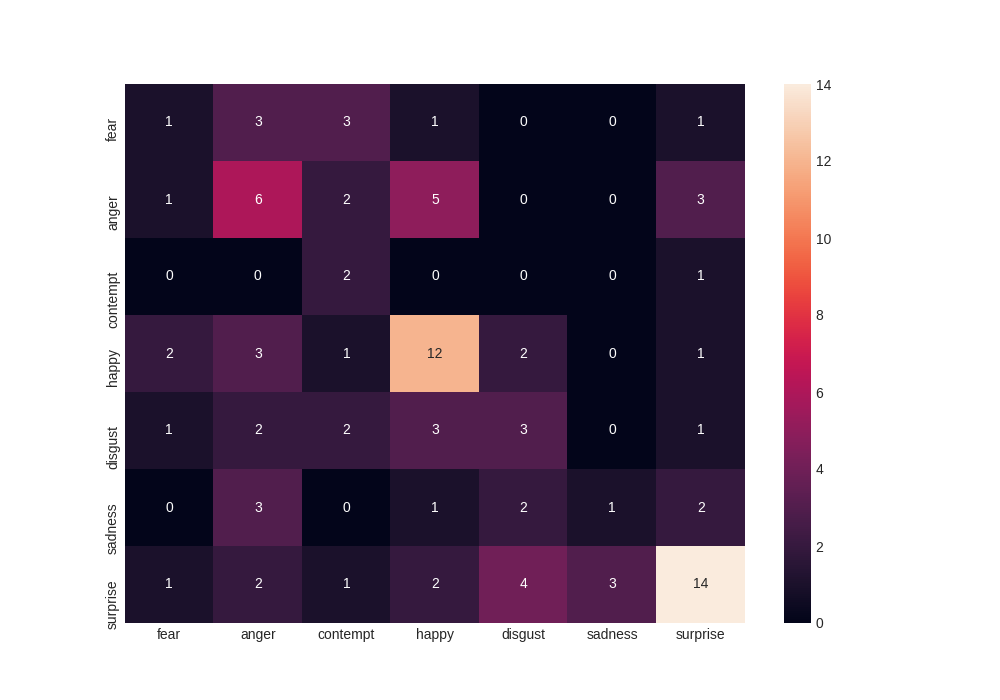 fear 1 3 3 1 0 0 1
anger 1 6 2 5 0 0 3
contempt 0 0 2 0 0 0 1
happy 2 3 1 12 2 0 1
disgust 1 2 2 3 3 0 1
sadness 0 3 0 1 2 1 2
surprise 1 2 1 2 4 3 14
fear anger contempt happy disgust sadness surprise
14
12
10
8
6
4
2
0